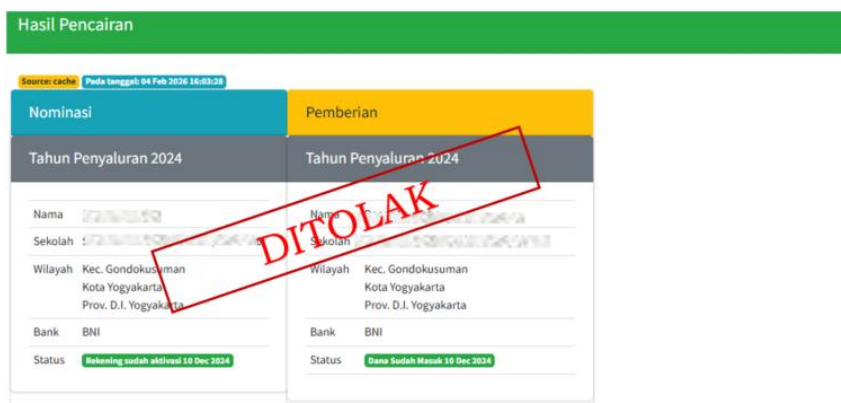 Hasil Pencairan
Source: cache Pada tanggal: 04 Feb 2026 16:03:28
Nominasi
Tahun Penyaluran 2024
Nama
Sekolah
Wilayah Kec. Gondokusuman
Kota Yogyakarta
Prov. D.I. Yogyakarta
Bank BNI
Status Rekening sudah aktivasi 10 Dec 2024
Pemberian
Tahun Penyaluran 2024
Nama
Sekolah
Wilayah Kec. Gondokusuman
Kota Yogyakarta
Prov. D.I. Yogyakarta
Bank BNI
Status Dana Sudah Masuk 10 Dec 2024
DITOLAK